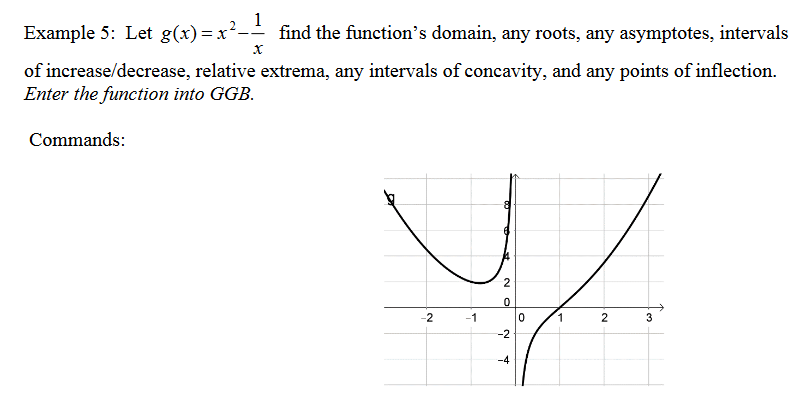 Example 5: Let g(x) = x² - 1/x find the function's domain, any roots, any asymptotes, intervals
of increase/decrease, relative extrema, any intervals of concavity, and any points of inflection.
Enter the function into GGB.
Commands:
g
8
6
4
2
0
-2 -1 0 1 2 3
-2
-4